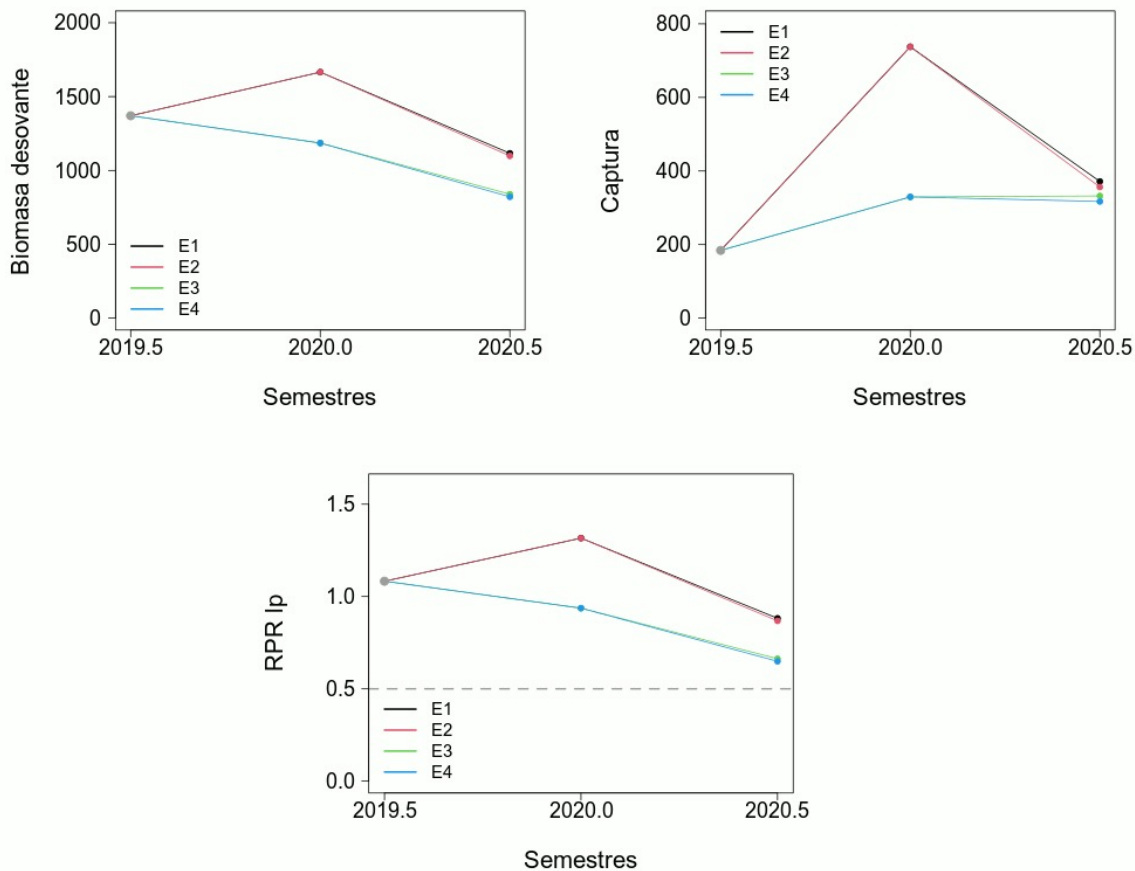 Biomasa desovante
2000
1500
1000
500
0
E1
E2
E3
E4
2019.5 2020.0 2020.5
Semestres
Captura
800
600
400
200
0
E1
E2
E3
E4
2019.5 2020.0 2020.5
Semestres
RPR lp
1.5
1.0
0.5
0.0
E1
E2
E3
E4
2019.5 2020.0 2020.5
Semestres